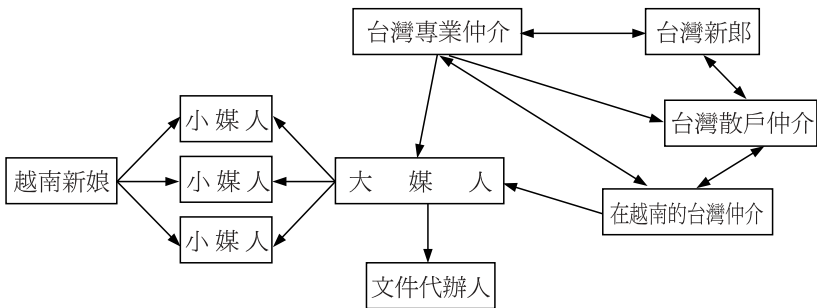 台灣專業仲介
台灣新郎
小媒人
台灣散戶仲介
越南新娘
小媒人
大媒人
在越南的台灣仲介
小媒人
文件代辦人